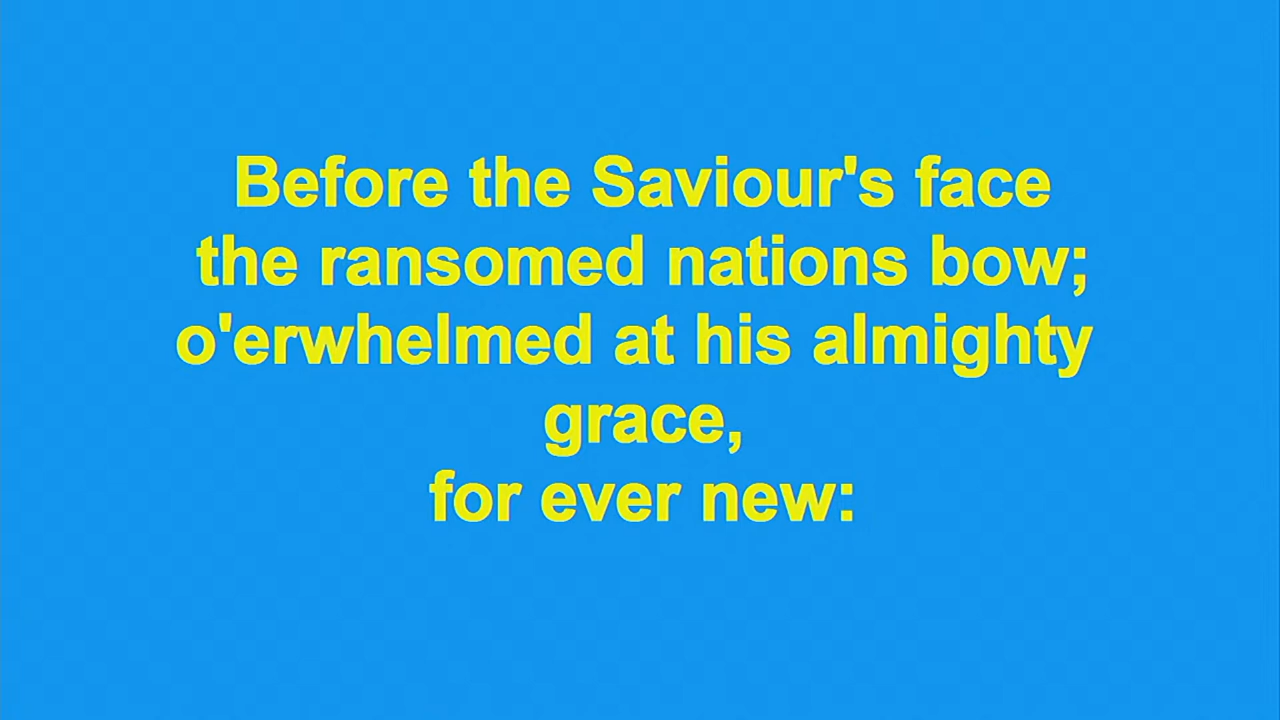 Before the Saviour's face
the ransomed nations bow;
o'erwhelmed at his almighty
grace,
for ever new: